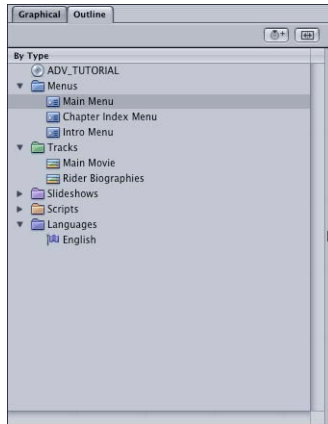 Graphical Outline
By Type
ADV_TUTORIAL
Menus
Main Menu
Chapter Index Menu
Intro Menu
Tracks
Main Movie
Rider Biographies
Slideshows
Scripts
Languages
English